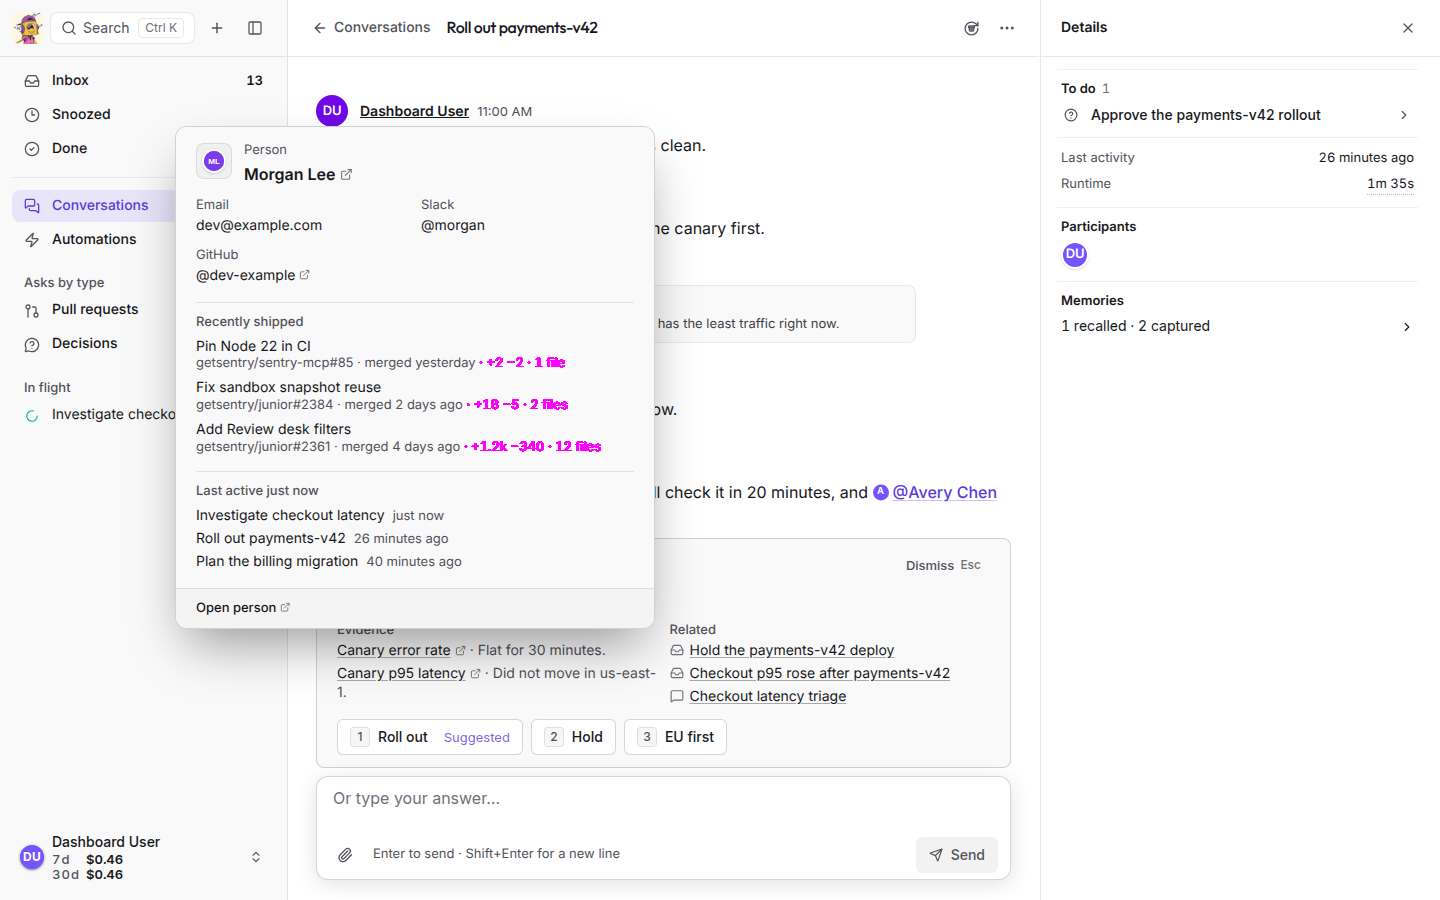 Search Ctrl K
Inbox 13
Snoozed
Done
Conversations
Automations
Asks by type
Pull requests
Decisions
In flight
Investigate checko
DU
Dashboard User
7d $0.46
30d $0.46
Conversations Roll out payments-v42
DU Dashboard User 11:00 AM
clean.
he canary first.
has the least traffic right now.
ow.
ll check it in 20 minutes, and A @Avery Chen
ML
Person
Morgan Lee
Email Slack
dev@example.com @morgan
GitHub
@dev-example
Recently shipped
Pin Node 22 in CI
getsentry/sentry-mcp#85 · merged yesterday · +2 −2 · 1 file
Fix sandbox snapshot reuse
getsentry/junior#2384 · merged 2 days ago · +18 −5 · 2 files
Add Review desk filters
getsentry/junior#2361 · merged 4 days ago · +1.2k −340 · 12 files
Last active just now
Investigate checkout latency just now
Roll out payments-v42 26 minutes ago
Plan the billing migration 40 minutes ago
Open person
Dismiss Esc
Evidence
Canary error rate · Flat for 30 minutes.
Canary p95 latency · Did not move in us-east-
1.
Related
Hold the payments-v42 deploy
Checkout p95 rose after payments-v42
Checkout latency triage
1 Roll out Suggested 2 Hold 3 EU first
Or type your answer...
Enter to send · Shift+Enter for a new line Send
Details
To do 1
Approve the payments-v42 rollout
Last activity 26 minutes ago
Runtime 1m 35s
Participants
DU
Memories
1 recalled · 2 captured